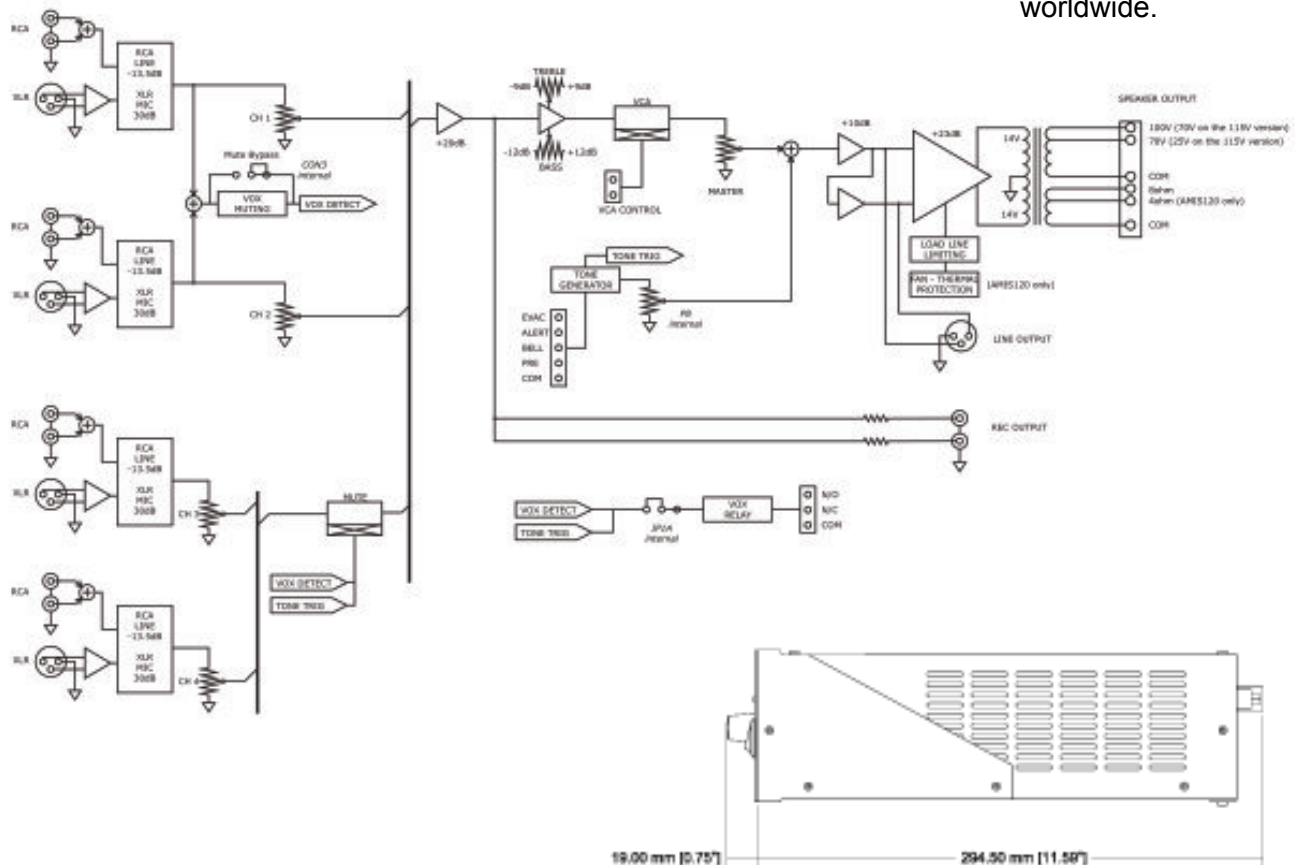 worldwide.
RCA
RCA
LINE
-13.5dB
XLR
MIC
30dB
XLR
CH 1
Mute Bypass
CON3
Internal
VOX
MUTING
VOX DETECT
RCA
RCA
LINE
-13.5dB
XLR
MIC
30dB
XLR
CH 2
RCA
RCA
LINE
-13.5dB
XLR
MIC
30dB
XLR
CH 3
MUTE
VOX DETECT
TONE TRIG
RCA
RCA
LINE
-13.5dB
XLR
MIC
30dB
XLR
CH 4
+20dB
TREBLE
-9dB +9dB
-12dB +12dB
BASS
VCA
VCA CONTROL
MASTER
TONE TRIG
TONE
GENERATOR
Internal
EVAC
ALERT
BELL
PRE
COM
+10dB
+23dB
14V
14V
SPEAKER OUTPUT
100V (70V on the 115V version)
70V (25V on the 115V version)
COM
8ohm
4ohm (AMIS120 only)
COM
LOAD LINE
LIMITING
FAN - THERMAL
PROTECTION
(AMIS120 only)
LINE OUTPUT
REC OUTPUT
VOX DETECT
TONE TRIG
Internal
VOX
RELAY
N/O
N/C
COM
19.00 mm [0.75"]
294.50 mm [11.59"]